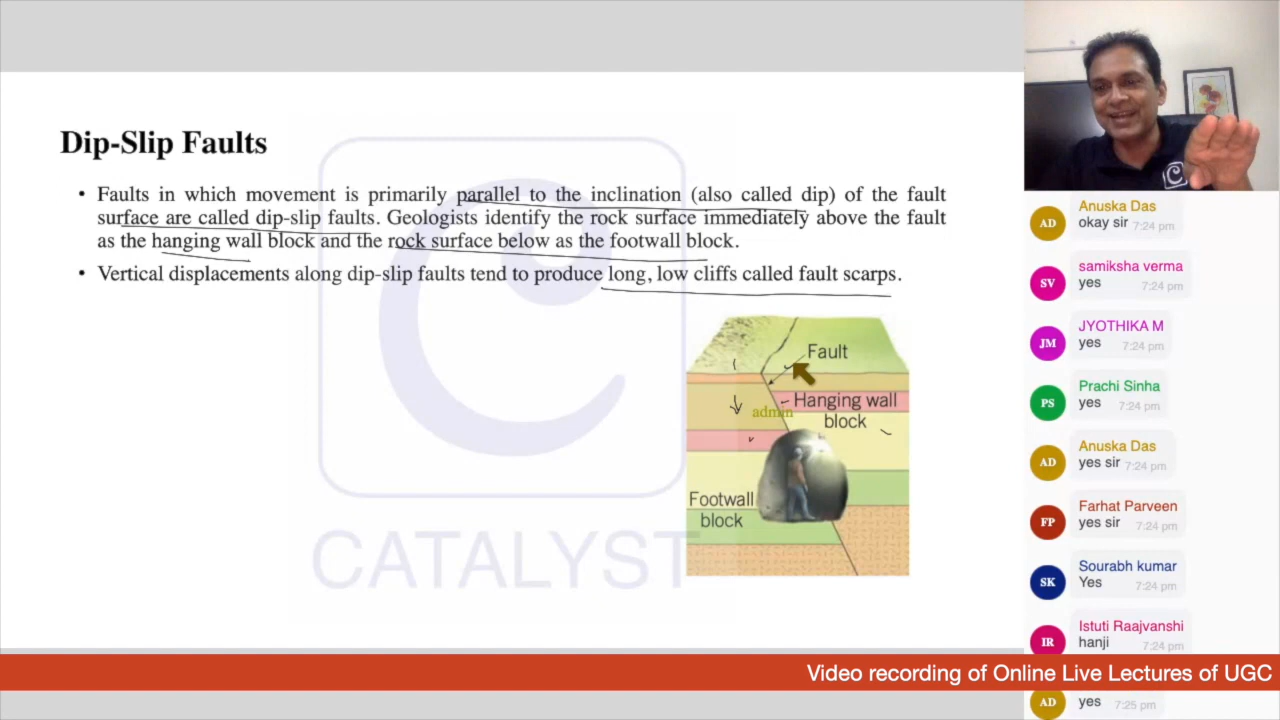 Dip-Slip Faults
• Faults in which movement is primarily parallel to the inclination (also called dip) of the fault
surface are called dip-slip faults. Geologists identify the rock surface immediately above the fault
as the hanging wall block and the rock surface below as the footwall block.
• Vertical displacements along dip-slip faults tend to produce long, low cliffs called fault scarps.
Fault
Hanging wall
block
admin
Footwall
block
CATALYST
AD
Anuska Das
okay sir 7:24 pm
SV
samiksha verma
yes 7:24 pm
JM
JYOTHIKA M
yes 7:24 pm
PS
Prachi Sinha
yes 7:24 pm
AD
Anuska Das
yes sir 7:24 pm
FP
Farhat Parveen
yes sir 7:24 pm
SK
Sourabh kumar
Yes 7:24 pm
IR
Istuti Raajvanshi
hanji 7:24 pm
Video recording of Online Live Lectures of UGC
AD
yes 7:25 pm